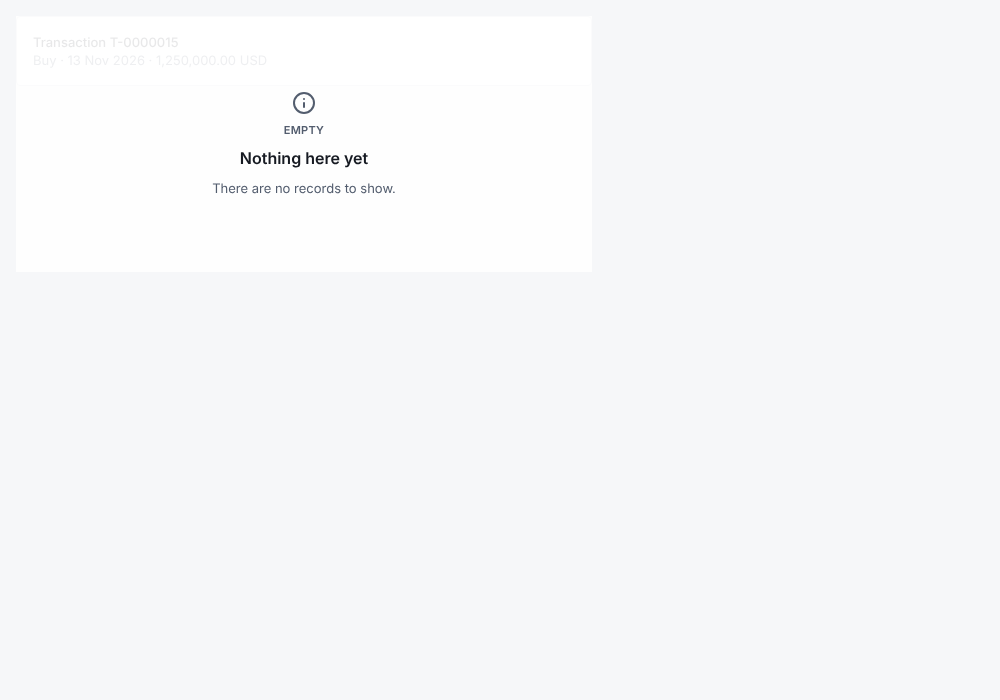 Transaction T-0000015
Buy · 13 Nov 2026 · 1,250,000.00 USD
EMPTY
Nothing here yet
There are no records to show.